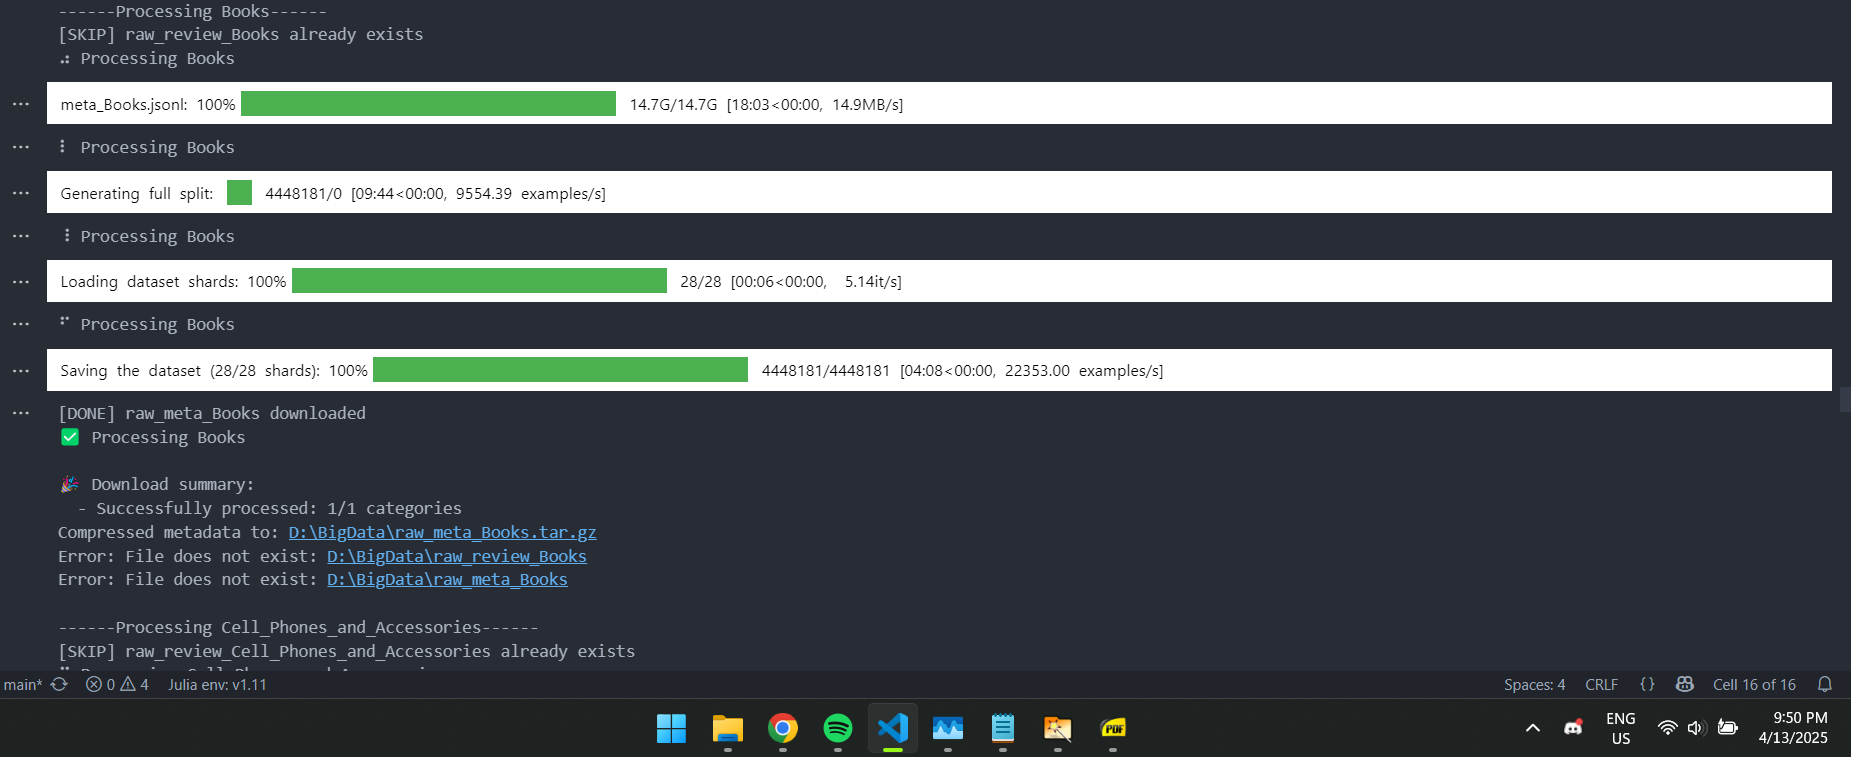 ------Processing Books------
[SKIP] raw_review_Books already exists
Processing Books
meta_Books.jsonl: 100% 14.7G/14.7G [18:03<00:00, 14.9MB/s]
Processing Books
Generating full split: 4448181/0 [09:44<00:00, 9554.39 examples/s]
Processing Books
Loading dataset shards: 100% 28/28 [00:06<00:00, 5.14it/s]
Processing Books
Saving the dataset (28/28 shards): 100% 4448181/4448181 [04:08<00:00, 22353.00 examples/s]
[DONE] raw_meta_Books downloaded
✅ Processing Books
🎉 Download summary:
- Successfully processed: 1/1 categories
Compressed metadata to: D:\BigData\raw_meta_Books.tar.gz
Error: File does not exist: D:\BigData\raw_review_Books
Error: File does not exist: D:\BigData\raw_meta_Books
------Processing Cell_Phones_and_Accessories------
[SKIP] raw_review_Cell_Phones_and_Accessories already exists
main* 0 4 Julia env: v1.11 Spaces: 4 CRLF {} Cell 16 of 16
PDF
ENG
US
9:50 PM
4/13/2025